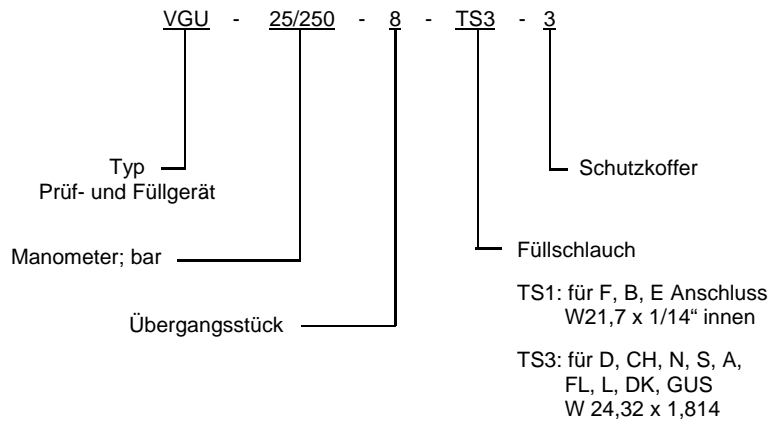 VGU - 25/250 - 8 - TS3 - 3
Typ
Prüf- und Füllgerät
Schutzkoffer
Manometer; bar
Füllschlauch
Übergangsstück
TS1: für F, B, E Anschluss
W21,7 x 1/14“ innen
TS3: für D, CH, N, S, A,
FL, L, DK, GUS
W 24,32 x 1,814